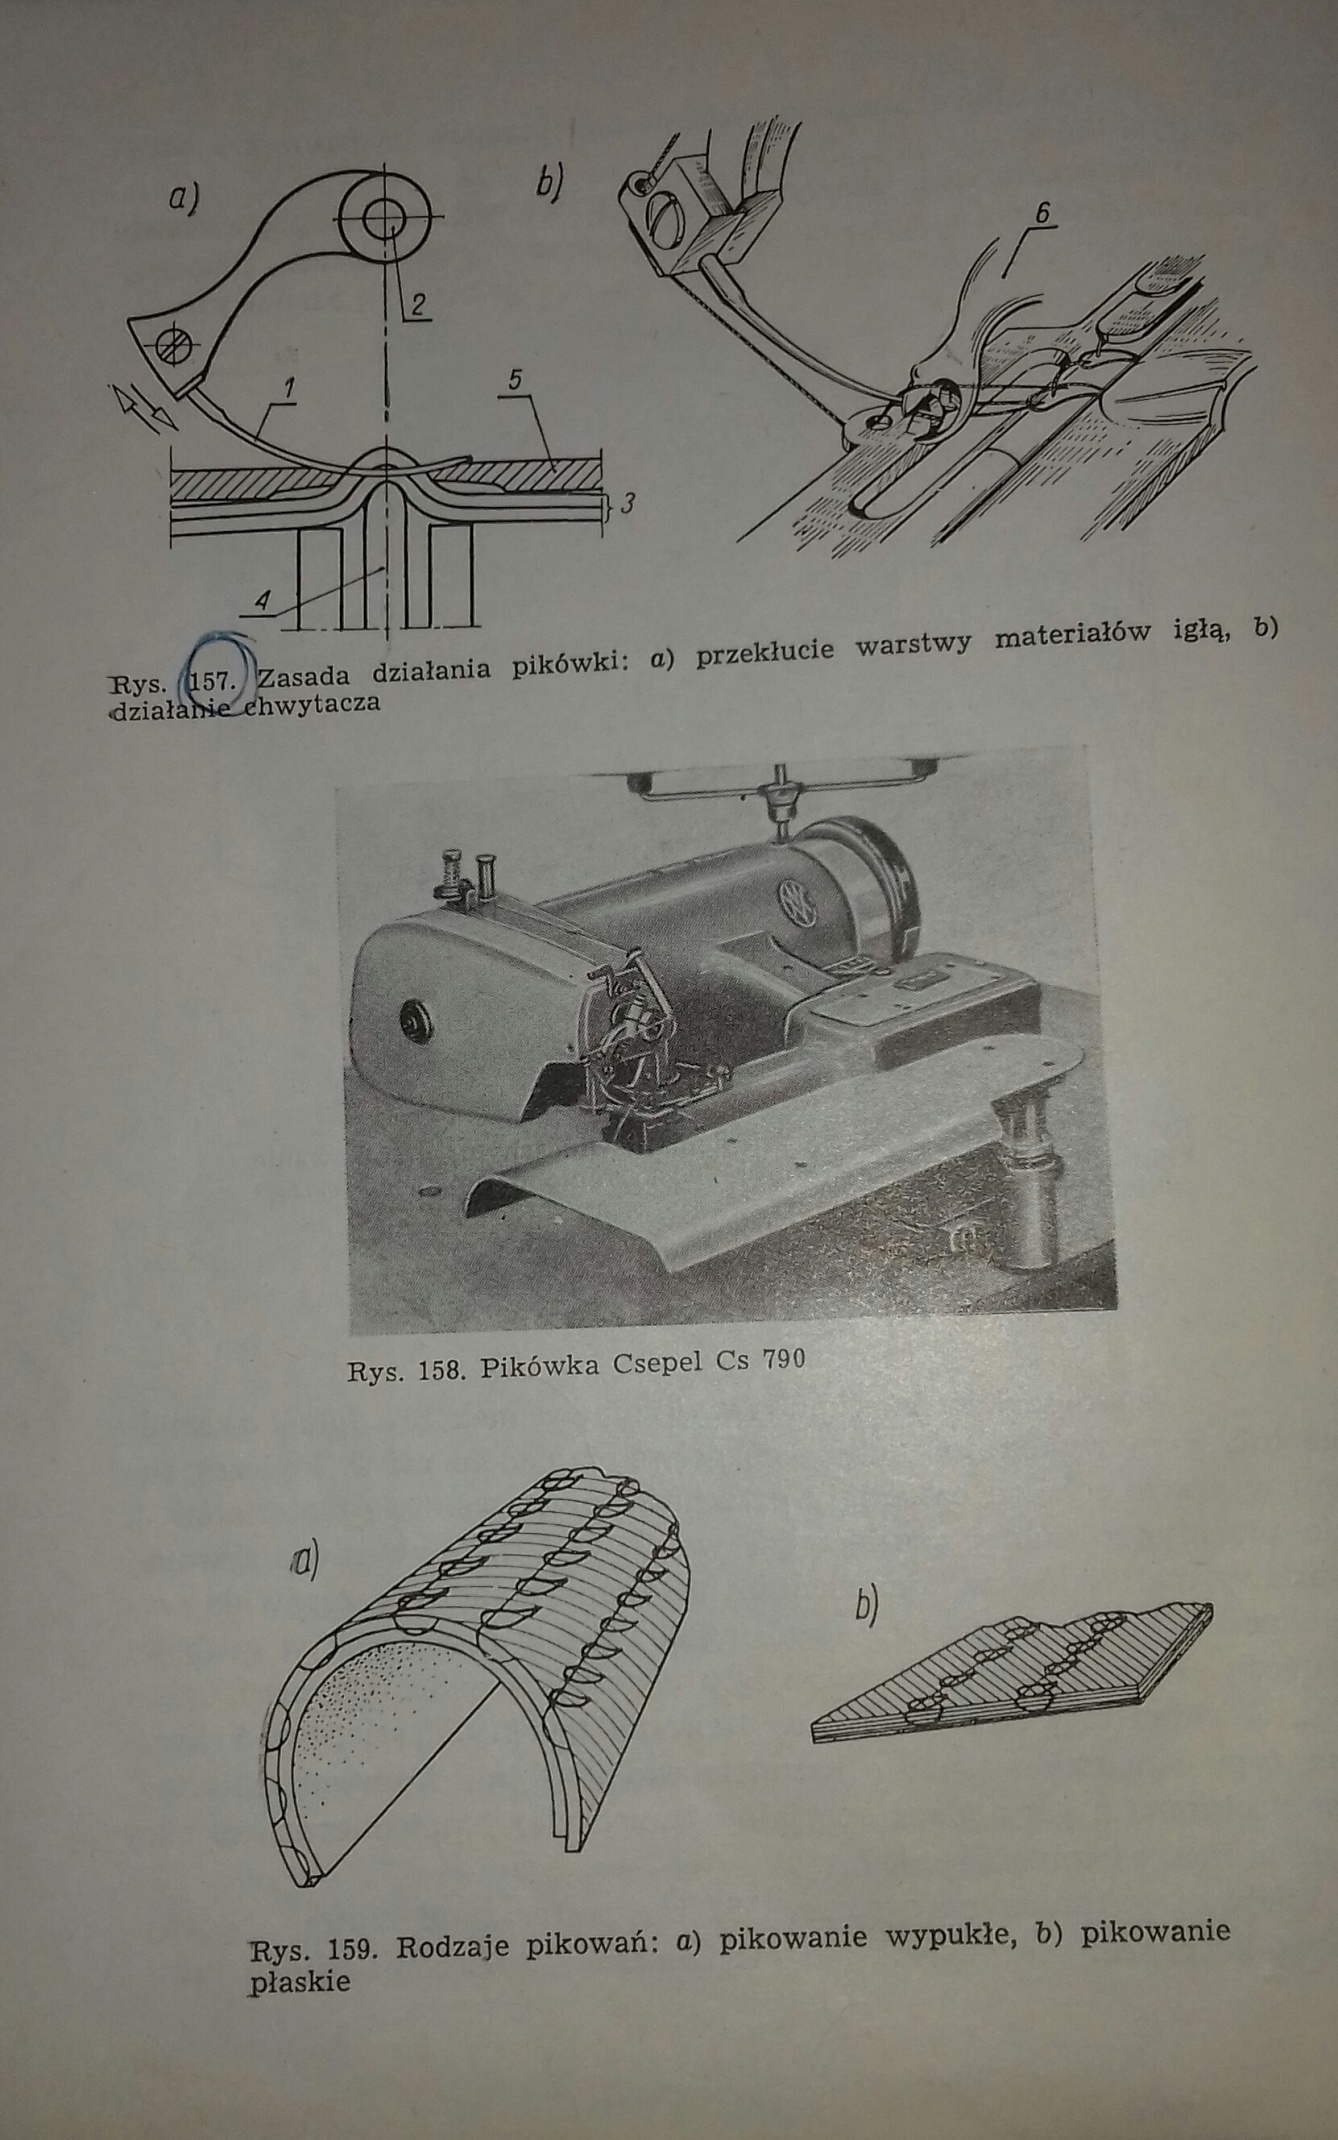 a)
b)
6
2
1
5
3
4
Rys. 157. Zasada działania pikówki: a) przekłucie warstwy materiałów igłą, b)
działanie chwytacza
Rys. 158. Pikówka Csepel Cs 790
a)
b)
Rys. 159. Rodzaje pikowań: a) pikowanie wypukłe, b) pikowanie
płaskie